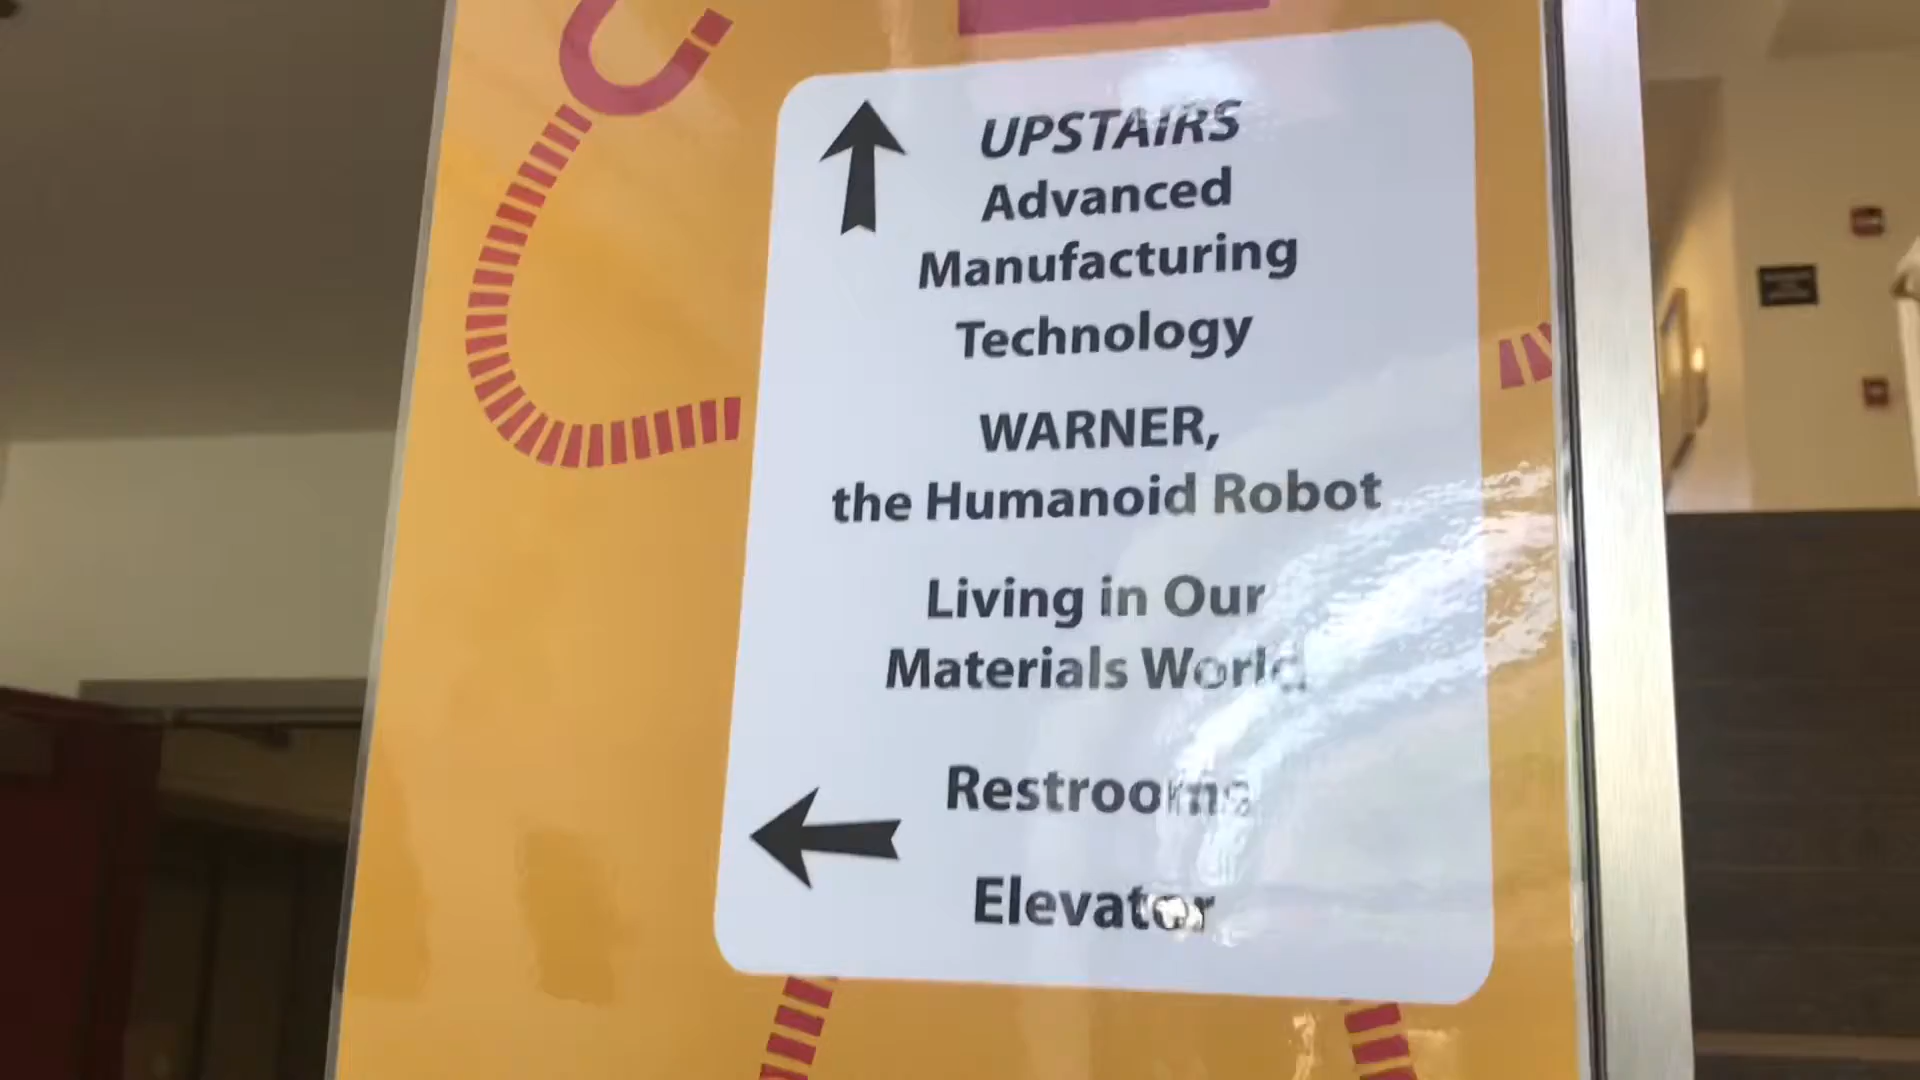 UPSTAIRS
Advanced
Manufacturing
Technology
WARNER,
the Humanoid Robot
Living in Our
Materials World
Restrooms
Elevator